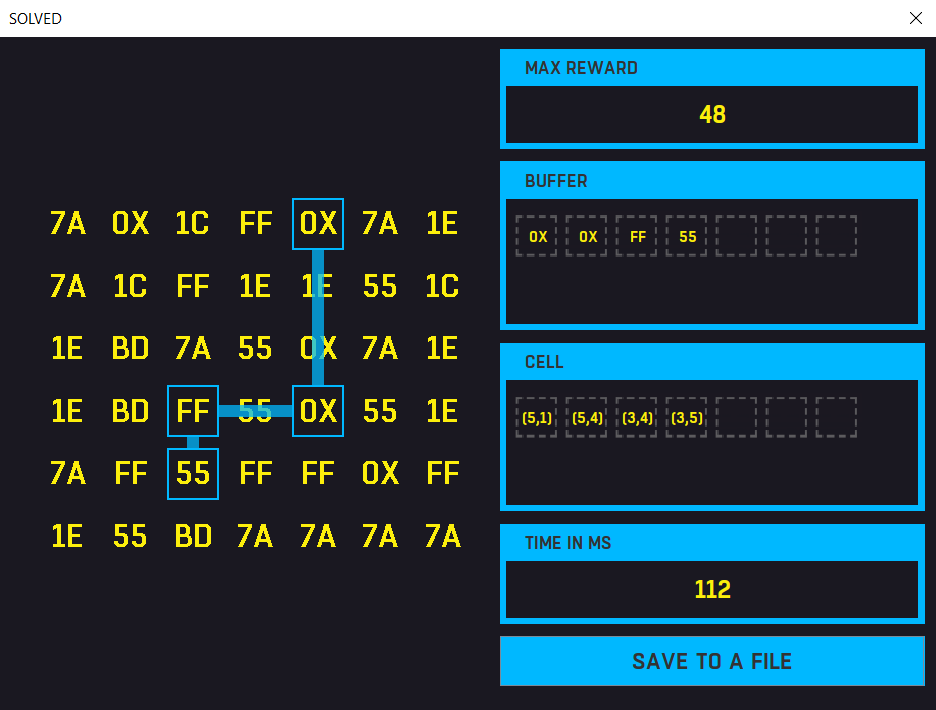 SOLVED
7A 0X 1C FF 0X 7A 1E
7A 1C FF 1E 1E 55 1C
1E BD 7A 55 0X 7A 1E
1E BD FF 55 0X 55 1E
7A FF 55 FF FF 0X FF
1E 55 BD 7A 7A 7A 7A
MAX REWARD
48
BUFFER
0X 0X FF 55
CELL
(5,1) (5,4) (3,4) (3,5)
TIME IN MS
112
SAVE TO A FILE